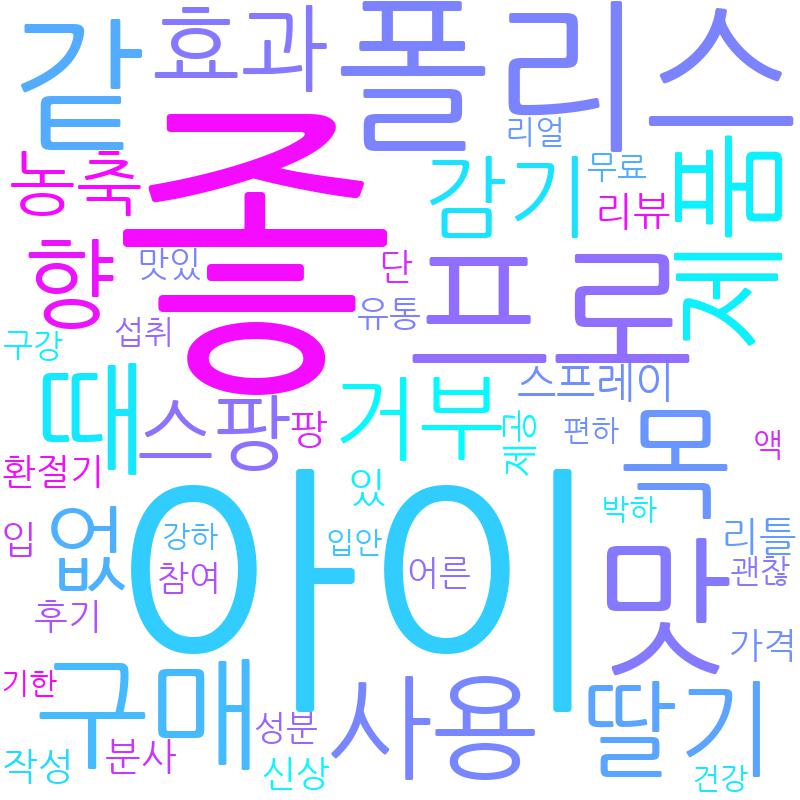 같
효과
폴리스
리얼
농축
좋
감기
무료
리뷰
제품
향
맛있
단
프로
구강
섭취
유통
때
스팡
팡
거부
스프레이
제공
편하
목
액
환절기
있
박하
입
없
강하
참여
아이
입안
어른
맛
리틀
괜찮
후기
가격
기한
구매
성분
사용
딸기
작성
분사
신상
건강